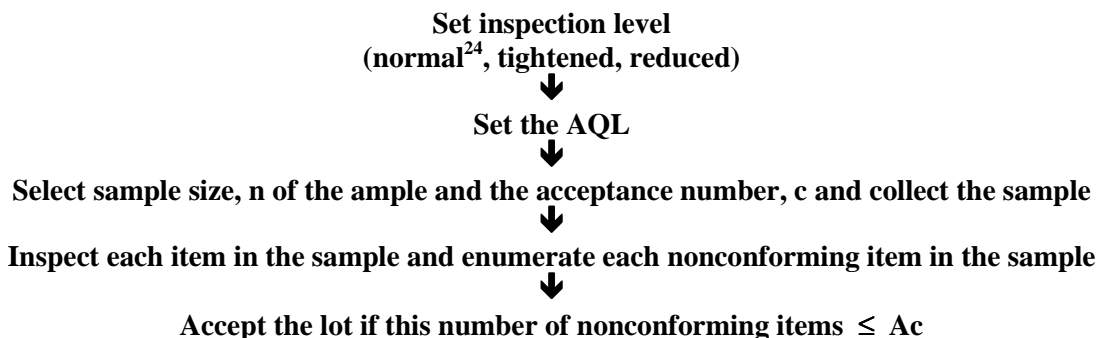 Set inspection level
(normal24, tightened, reduced)
Set the AQL
Select sample size, n of the ample and the acceptance number, c and collect the sample
Inspect each item in the sample and enumerate each nonconforming item in the sample
Accept the lot if this number of nonconforming items ≤ Ac